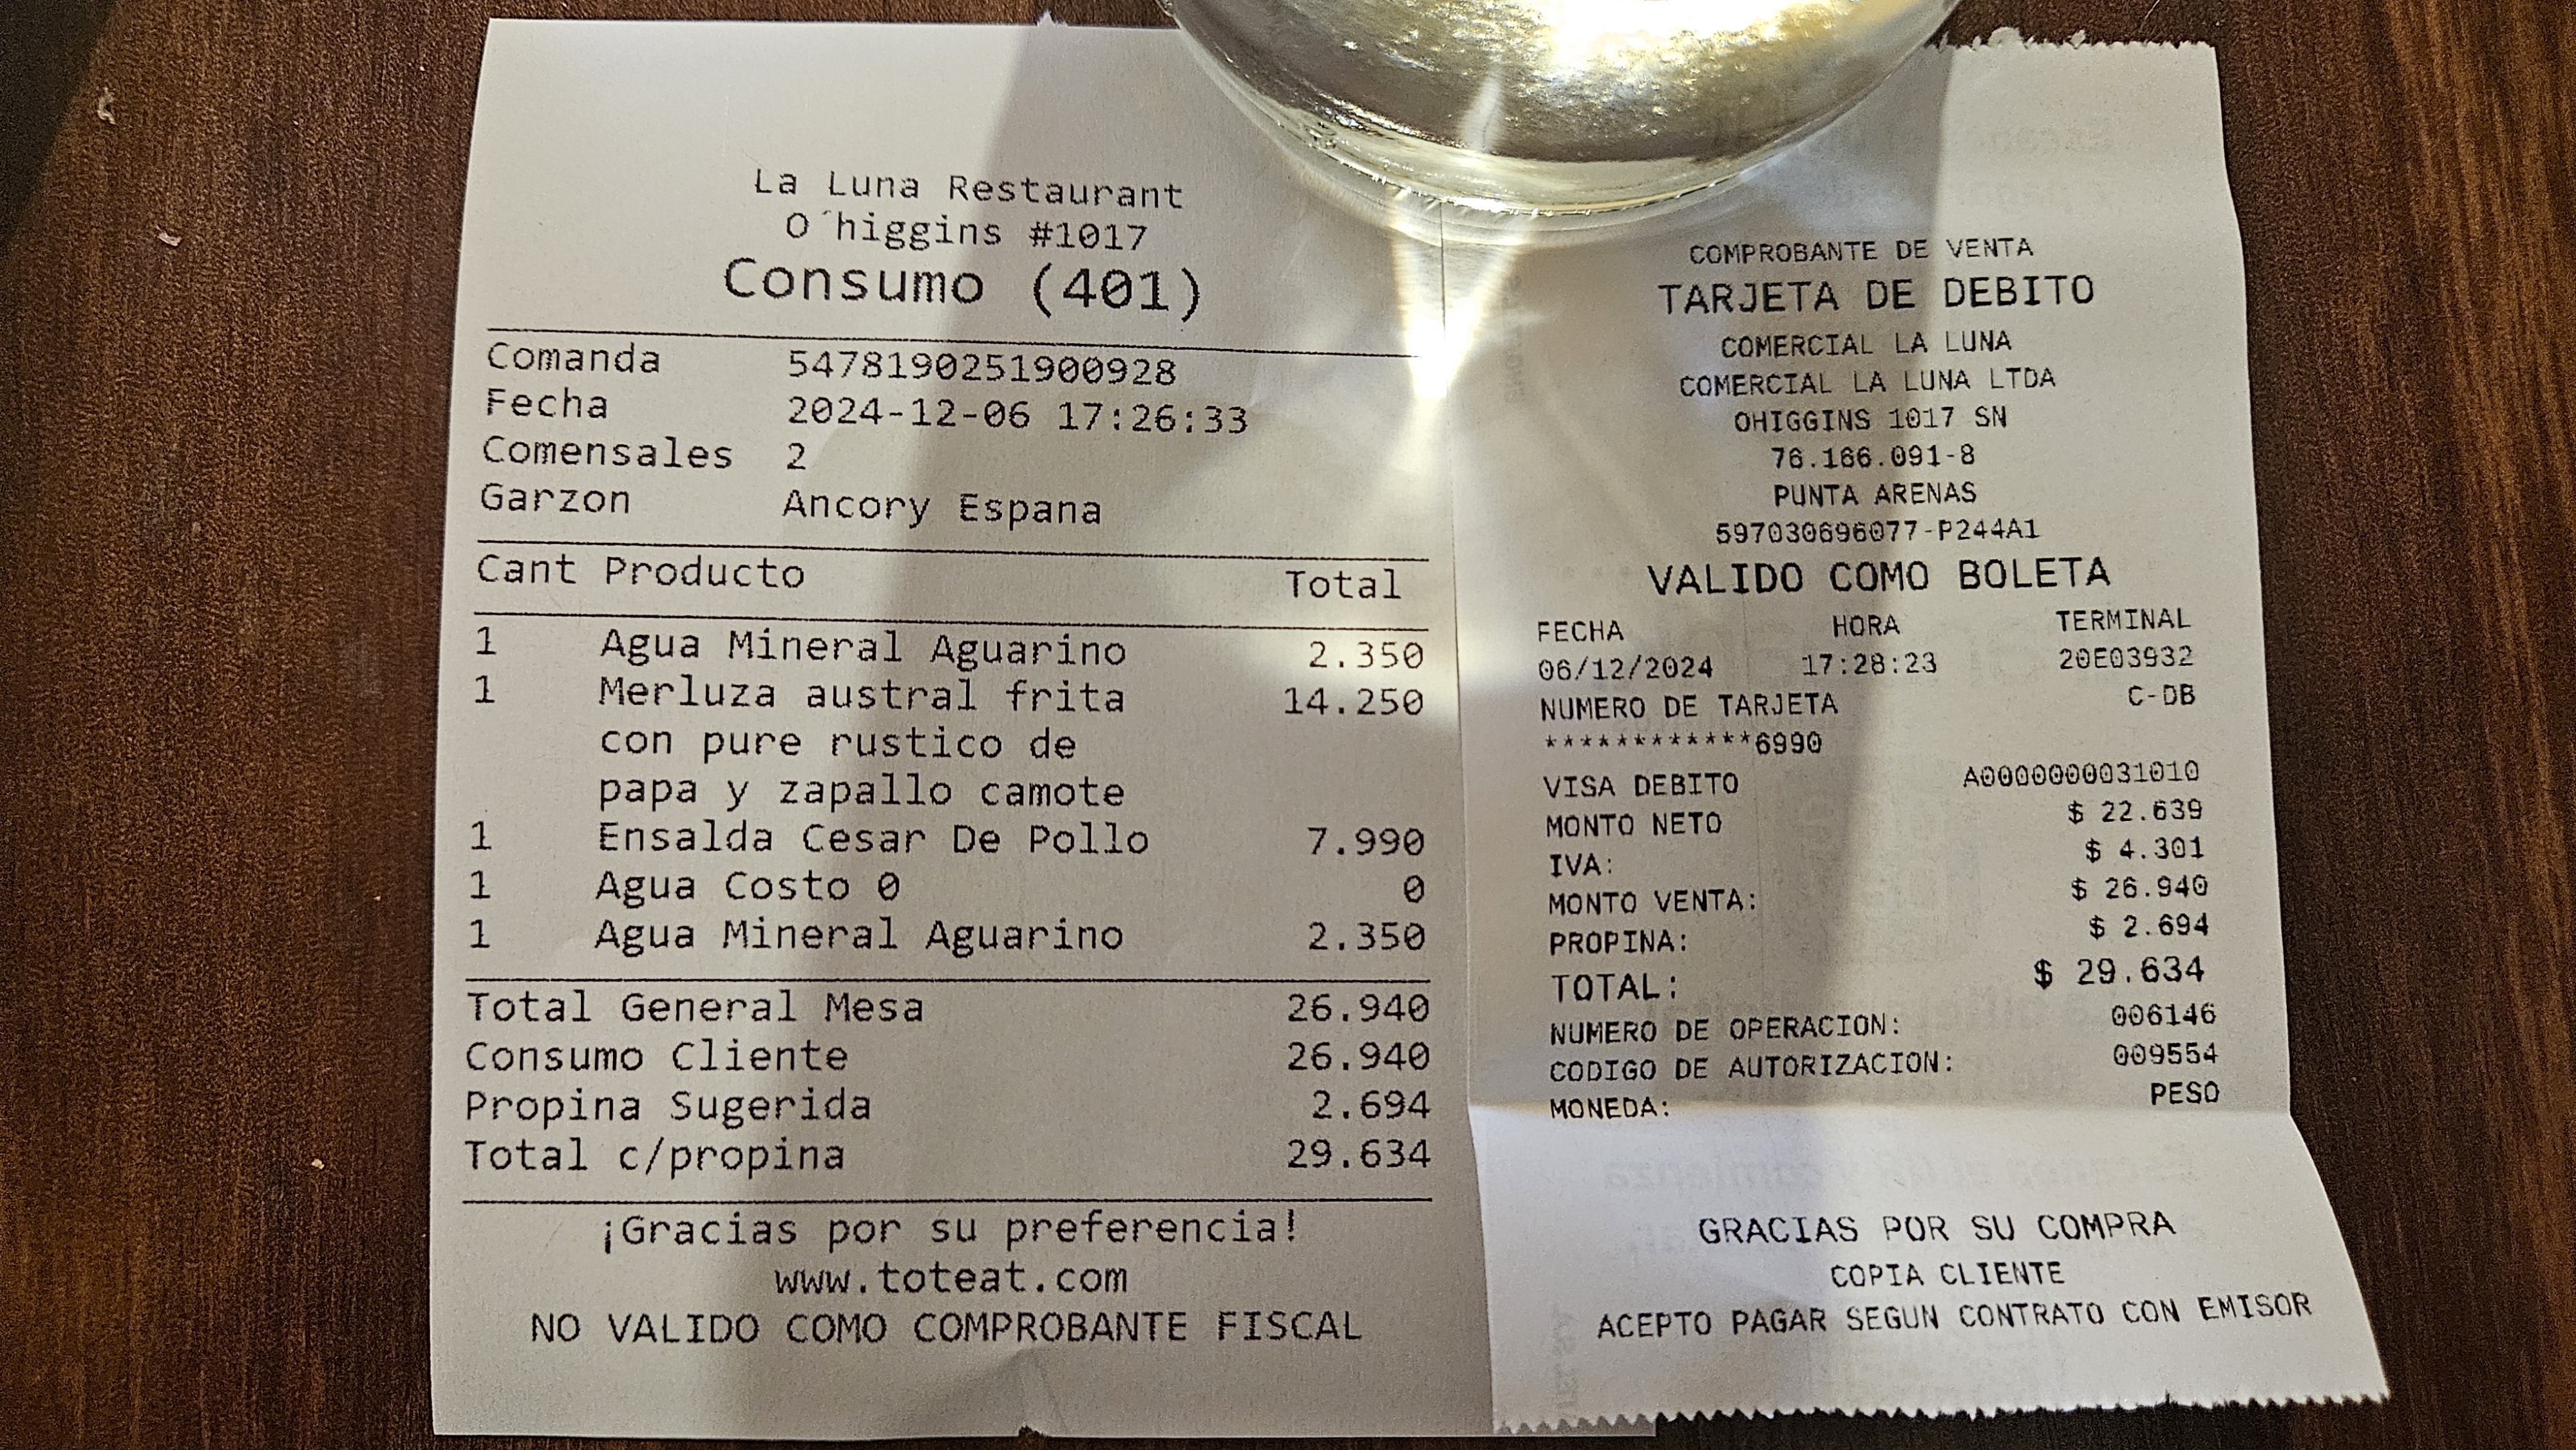 La Luna Restaurant
O´higgins #1017
Consumo (401)
Comanda 5478190251900928
Fecha 2024-12-06 17:26:33
Comensales 2
Garzon Ancory Espana
Cant Producto Total
1 Agua Mineral Aguarino 2.350
1 Merluza austral frita 14.250
con pure rustico de
papa y zapallo camote
1 Ensalda Cesar De Pollo 7.990
1 Agua Costo 0 0
1 Agua Mineral Aguarino 2.350
Total General Mesa 26.940
Consumo Cliente 26.940
Propina Sugerida 2.694
Total c/propina 29.634
¡Gracias por su preferencia!
www.toteat.com
NO VALIDO COMO COMPROBANTE FISCAL
COMPROBANTE DE VENTA
TARJETA DE DEBITO
COMERCIAL LA LUNA
COMERCIAL LA LUNA LTDA
OHIGGINS 1017 SN
76.166.091-8
PUNTA ARENAS
597030696077-P244A1
VALIDO COMO BOLETA
FECHA HORA TERMINAL
06/12/2024 17:28:23 20E03932
NUMERO DE TARJETA C-DB
************6990
A0000000031010
VISA DEBITO
MONTO NETO $ 22.639
IVA: $ 4.301
MONTO VENTA: $ 26.940
PROPINA: $ 2.694
TOTAL: $ 29.634
NUMERO DE OPERACION: 006146
CODIGO DE AUTORIZACION: 009554
MONEDA: PESO
GRACIAS POR SU COMPRA
COPIA CLIENTE
ACEPTO PAGAR SEGUN CONTRATO CON EMISOR